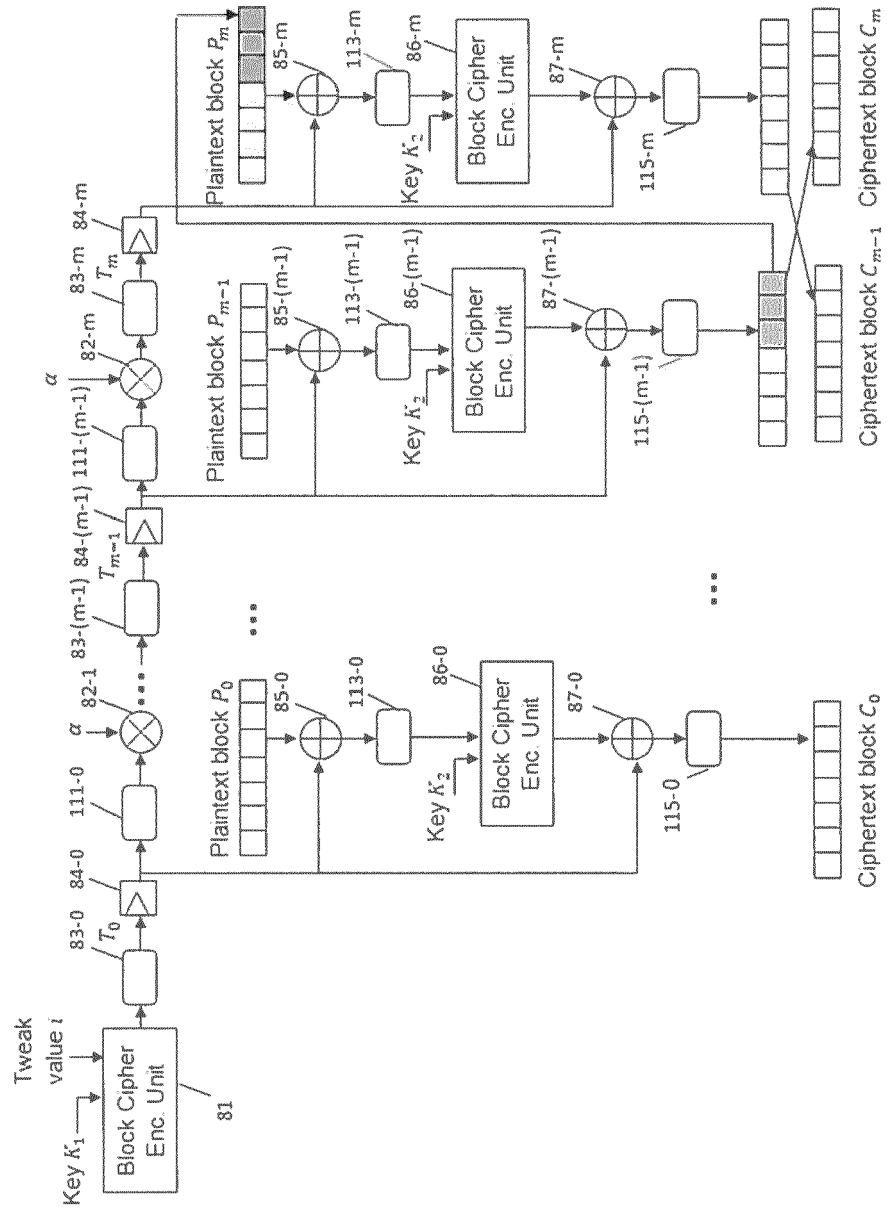 Key K₁
Tweak
value i
Block Cipher
Enc. Unit
81
83-0
T₀
84-0
111-0
α
82-1
83-(m-1)
Tₘ₋₁
84-(m-1)
111-(m-1)
α
82-m
83-m
Tₘ
84-m
Plaintext block P₀
85-0
113-0
Key K₂
86-0
Block Cipher
Enc. Unit
87-0
115-0
Ciphertext block C₀
Plaintext block Pₘ₋₁
85-(m-1)
113-(m-1)
Key K₂
86-(m-1)
Block Cipher
Enc. Unit
87-(m-1)
115-(m-1)
Ciphertext block Cₘ₋₁
Plaintext block Pₘ
85-m
113-m
Key K₂
86-m
Block Cipher
Enc. Unit
87-m
115-m
Ciphertext block Cₘ